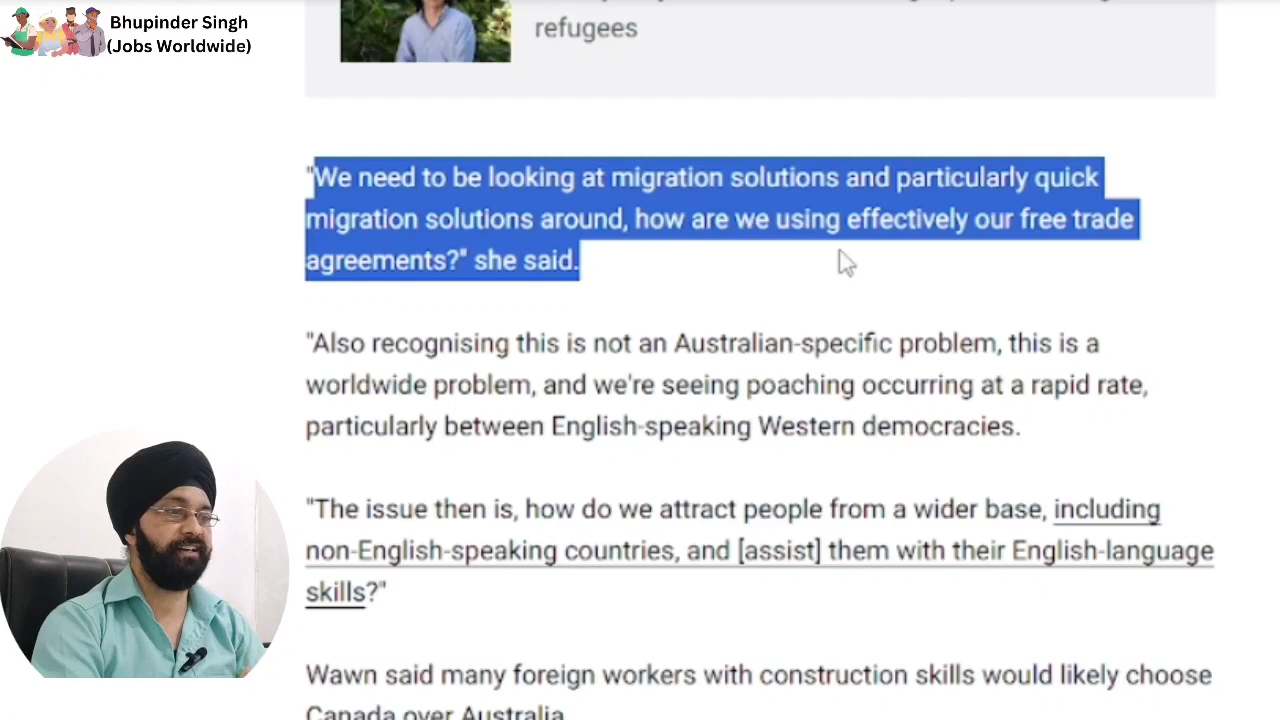 Bhupinder Singh
(Jobs Worldwide)
refugees
"We need to be looking at migration solutions and particularly quick
migration solutions around, how are we using effectively our free trade
agreements?" she said.
"Also recognising this is not an Australian-specific problem, this is a
worldwide problem, and we're seeing poaching occurring at a rapid rate,
particularly between English-speaking Western democracies.
"The issue then is, how do we attract people from a wider base, including
non-English-speaking countries, and [assist] them with their English-language
skills?"
Wawn said many foreign workers with construction skills would likely choose
Canada over Australia